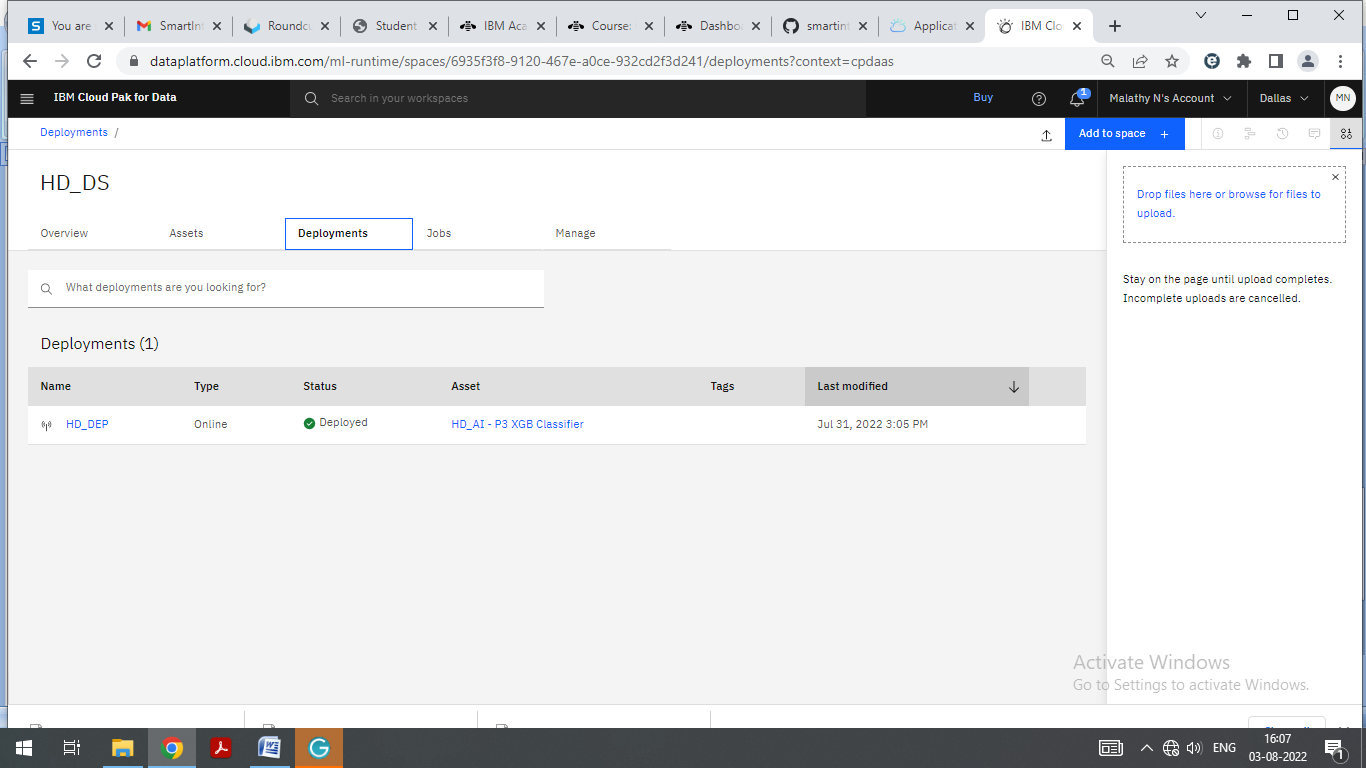 You are
SmartInt
Roundcu
Student
IBM Aca
Course:
Dashbo
smartint
Applicat
IBM Clo
dataplatform.cloud.ibm.com/ml-runtime/spaces/6935f3f8-9120-467e-a0ce-932cd2f3d241/deployments?context=cpdaas
IBM Cloud Pak for Data
Search in your workspaces
Buy
1
Malathy N's Account
Dallas
MN
Deployments /
Add to space +
HD_DS
Overview
Assets
Deployments
Jobs
Manage
Drop files here or browse for files to
upload.
Stay on the page until upload completes.
Incomplete uploads are cancelled.
What deployments are you looking for?
Deployments (1)
Name Type Status Asset Tags Last modified
HD_DEP Online Deployed HD_AI - P3 XGB Classifier Jul 31, 2022 3:05 PM
Activate Windows
Go to Settings to activate Windows.
ENG
16:07
03-08-2022
1